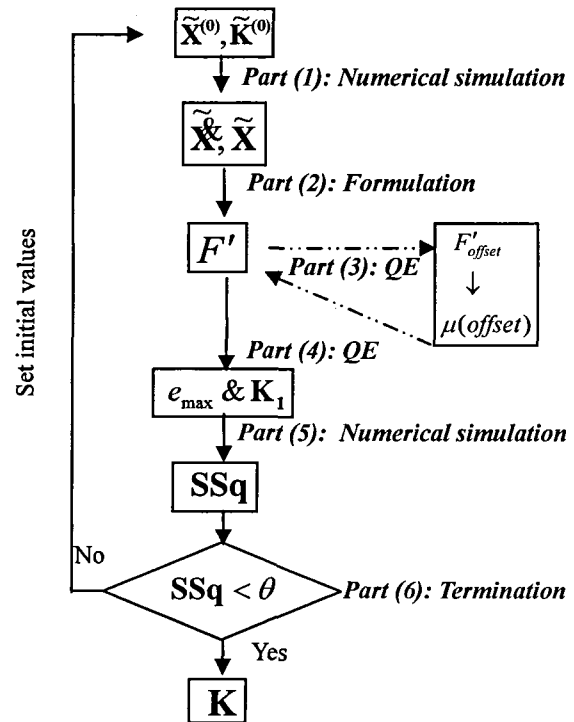 X̃⁽⁰⁾, K̃⁽⁰⁾
Part (1): Numerical simulation
X̃&, X̃
Part (2): Formulation
F′
Part (3): QE
F′offset
↓
μ(offset)
Part (4): QE
emax & K1
Part (5): Numerical simulation
SSq
No
SSq < θ
Part (6): Termination
Yes
K
Set initial values